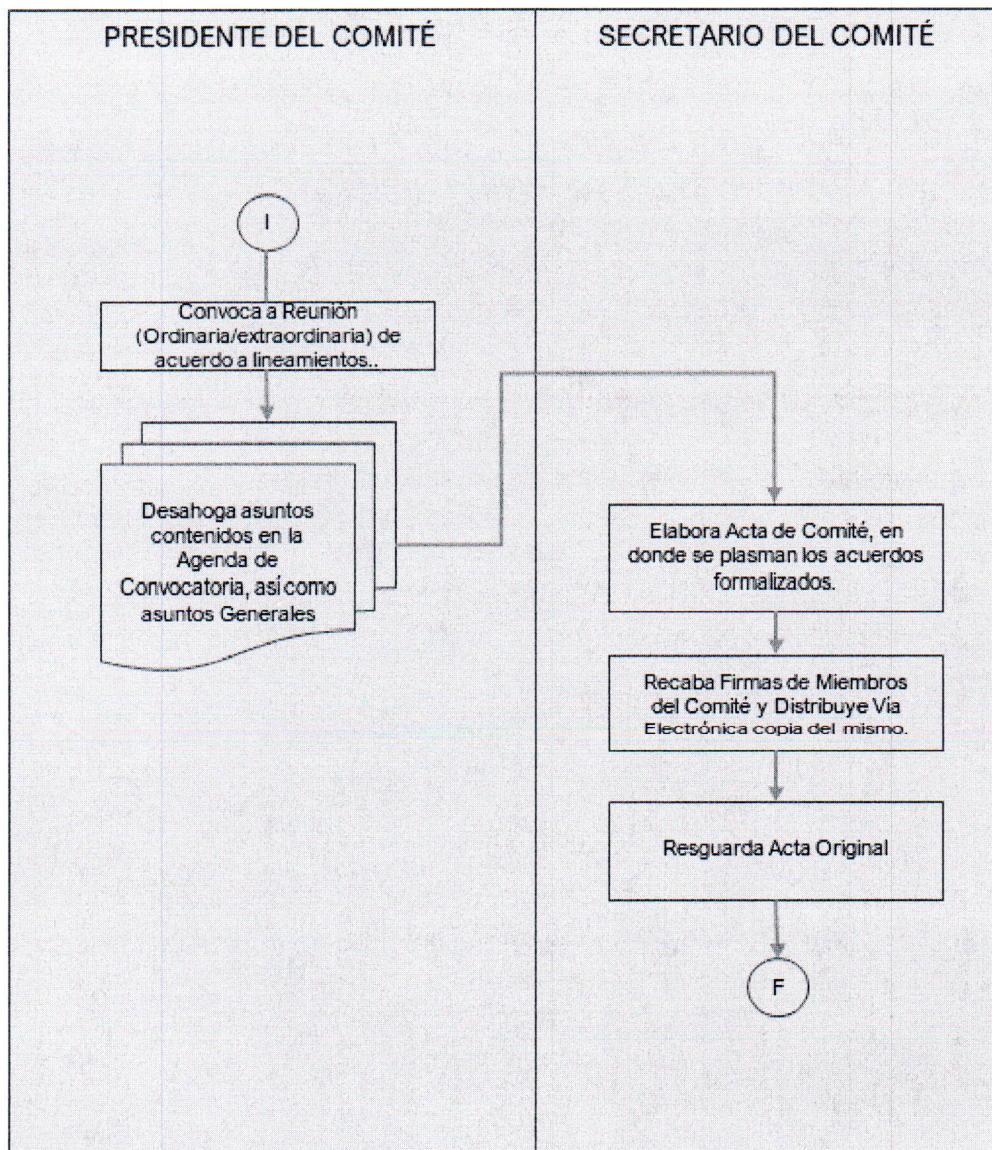 PRESIDENTE DEL COMITÉ
SECRETARIO DEL COMITÉ
I
Convoca a Reunión
(Ordinaria/extraordinaria) de
acuerdo a lineamientos..
Desahoga asuntos
contenidos en la
Agenda de
Convocatoria, así como
asuntos Generales
Elabora Acta de Comité, en
donde se plasman los acuerdos
formalizados.
Recaba Firmas de Miembros
del Comité y Distribuye Vía
Electrónica copia del mismo.
Resguarda Acta Original
F